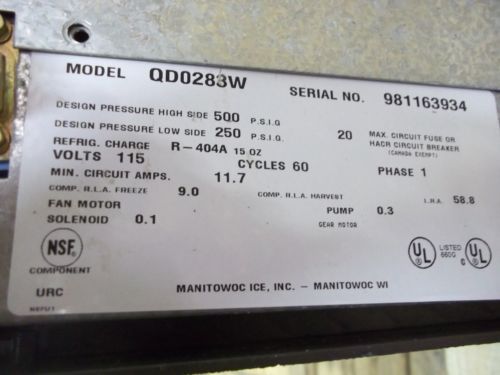 MODEL QD0283W SERIAL NO. 981163934
DESIGN PRESSURE HIGH SIDE 500 P.S.I.G
DESIGN PRESSURE LOW SIDE 250 P.S.I.G. 20 MAX. CIRCUIT FUSE OR
HACR CIRCUIT BREAKER
(CANADA EXEMPT)
REFRIG. CHARGE R-404A 15 OZ
VOLTS 115 CYCLES 60 PHASE 1
MIN. CIRCUIT AMPS. 11.7
COMP. R.L.A. FREEZE 9.0 COMP. R.L.A. HARVEST L.R.A. 58.8
FAN MOTOR PUMP 0.3
SOLENOID 0.1 GEAR MOTOR
NSF
COMPONENT
UL LISTED
660G
C UL
URC
MANITOWOC ICE, INC. - MANITOWOC WI